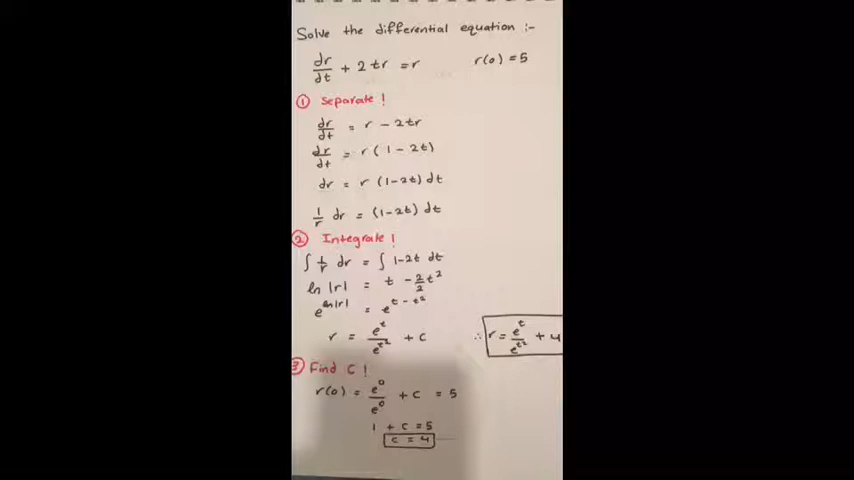 Solve the differential equation :-
dr/dt + 2tr = r r(0) = 5
① Separate!
dr/dt = r - 2tr
dr/dt = r(1 - 2t)
dr = r (1-2t) dt
1/r dr = (1-2t) dt
② Integrate!
∫ 1/r dr = ∫ 1-2t dt
ln |r| = t - 2/2 t²
e^ln|r| = e^t - t²
r = e^t/e^t² + c ∴ r = e^t/e^t² + 4
③ Find C!
r(0) = e^0/e^0 + c = 5
1 + c = 5
c = 4